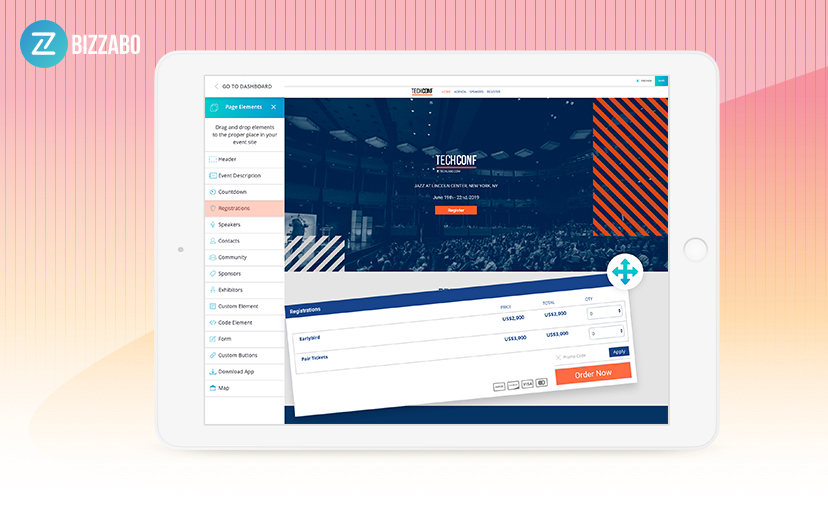 BIZZABO
GO TO DASHBOARD
Page Elements
Drag and drop elements
to the proper place in your
event site
Header
Event Description
Countdown
Registrations
Speakers
Contacts
Community
Sponsors
Exhibitors
Custom Element
Code Element
Form
Custom Buttons
Download App
Map
TECHCONF
HOME AGENDA SPEAKERS REGISTER
TECHCONF
JAZZ AT LINCOLN CENTER, NEW YORK, NY
June 19th - 22nd, 2019
Register
Registrations
PRICE TOTAL QTY
Earlybird US$2,000 US$2,000 0
Pair Tickets US$3,000 US$3,000 0
Promo Code Apply
VISA
Order Now